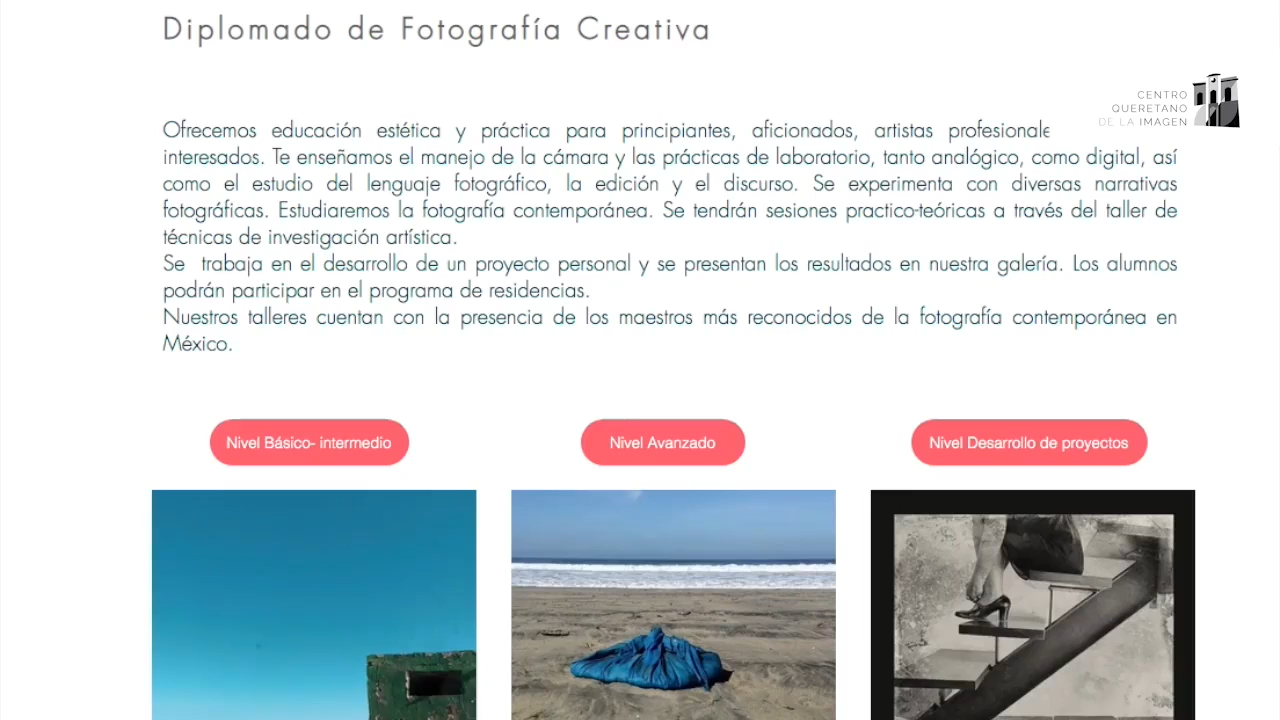 Diplomado de Fotografía Creativa
CENTRO
QUERETANO
DE LA IMAGEN
Ofrecemos educación estética y práctica para principiantes, aficionados, artistas profesionale
interesados. Te enseñamos el manejo de la cámara y las prácticas de laboratorio, tanto analógico, como digital, así
como el estudio del lenguaje fotográfico, la edición y el discurso. Se experimenta con diversas narrativas
fotográficas. Estudiaremos la fotografía contemporánea. Se tendrán sesiones practico-teóricas a través del taller de
técnicas de investigación artística.
Se trabaja en el desarrollo de un proyecto personal y se presentan los resultados en nuestra galería. Los alumnos
podrán participar en el programa de residencias.
Nuestros talleres cuentan con la presencia de los maestros más reconocidos de la fotografía contemporánea en
México.
Nivel Básico- intermedio
Nivel Avanzado
Nivel Desarrollo de proyectos